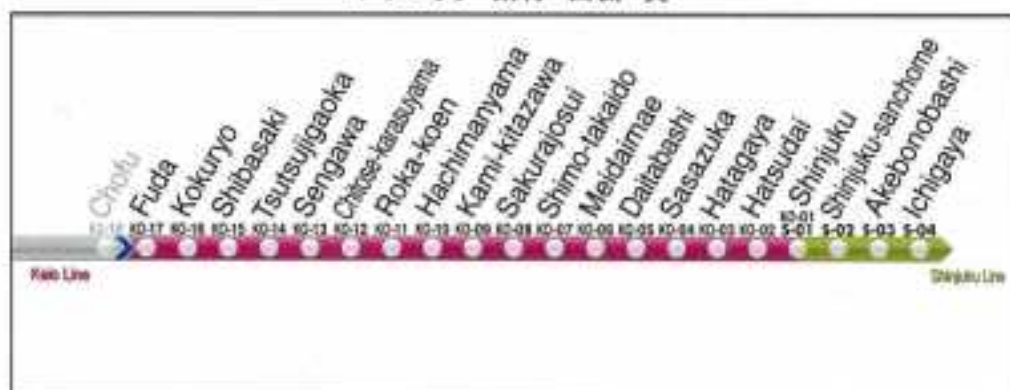 Chofu
Fuda
Kokuryo
Shibasaki
Tsutsujigaoka
Sengawa
Chitose-karasuyama
Roka-koen
Hachimanyama
Kami-kitazawa
Sakurajosui
Shimo-takaido
Meidaimae
Daitabashi
Sasazuka
Hatagaya
Hatsudai
Shinjuku
Shinjuku-sanchome
Akebonobashi
Ichigaya
KO-01
KO-18 KO-17 KO-16 KO-15 KO-14 KO-13 KO-12 KO-11 KO-10 KO-09 KO-08 KO-07 KO-06 KO-05 KO-04 KO-03 KO-02 S-01 S-02 S-03 S-04
Keio Line
Shinjuku Line